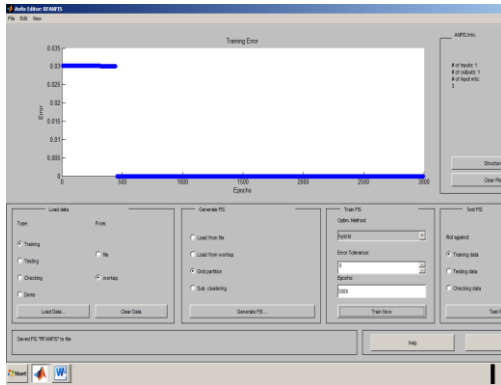 Anfis Editor: RFANFIS
File Edit View
Training Error
ANFIS Info.
0.035
0.03
0.025
0.02
0.015
0.01
0.005
0
Error
0 500 1000 1500 2000 2500 3000
Epochs
# of inputs: 1
# of outputs: 1
# of input mfs:
3
Structure
Clear Plo
Load data
Type: From:
Training
Testing
Checking
Demo
file
worksp.
Load Data...
Clear Data
Generate FIS
Load from file
Load from worksp.
Grid partition
Sub. clustering
Generate FIS ...
Train FIS
Optim. Method:
hybrid
Error Tolerance:
0
Epochs:
3000
Train Now
Test FIS
Plot against:
Training data
Testing data
Checking data
Test N
Saved FIS "RFANFIS" to file
Help
Start